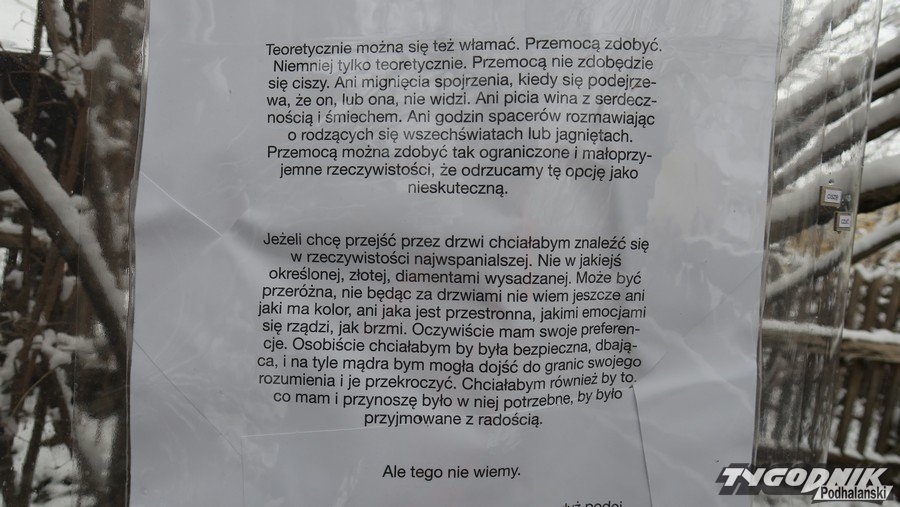 Teoretycznie można się też włamać. Przemocą zdobyć.
Niemniej tylko teoretycznie. Przemocą nie zdobędzie
się ciszy. Ani mignięcia spojrzenia, kiedy się podejrze-
wa, że on, lub ona, nie widzi. Ani picia wina z serdecz-
nością i śmiechem. Ani godzin spacerów rozmawiając
o rodzących się wszechświatach lub jagniętach.
Przemocą można zdobyć tak ograniczone i małoprzy-
jemne rzeczywistości, że odrzucamy tę opcję jako
nieskuteczną.
Jeżeli chcę przejść przez drzwi chciałabym znaleźć się
w rzeczywistości najwspanialszej. Nie w jakiejś
określonej, złotej, diamentami wysadzanej. Może być
przeróżna, nie będąc za drzwiami nie wiem jeszcze ani
jaki ma kolor, ani jaka jest przestronna, jakimi emocjami
się rządzi, jak brzmi. Oczywiście mam swoje preferen-
cje. Osobiście chciałabym by była bezpieczna, dbają-
ca, i na tyle mądra bym mogła dojść do granic swojego
rozumienia i je przekroczyć. Chciałabym również by to,
co mam i przynoszę było w niej potrzebne, by było
przyjmowane z radością.
Ale tego nie wiemy.
TYGODNIK
Podhalański